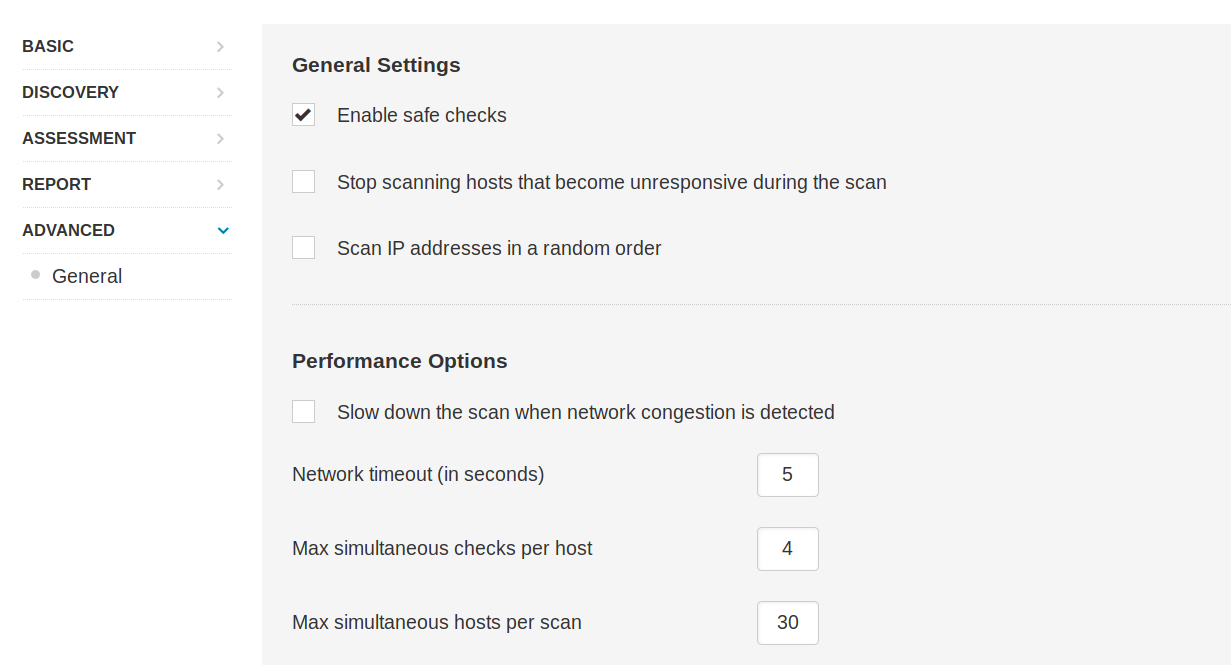 BASIC
DISCOVERY
ASSESSMENT
REPORT
ADVANCED
General
General Settings
Enable safe checks
Stop scanning hosts that become unresponsive during the scan
Scan IP addresses in a random order
Performance Options
Slow down the scan when network congestion is detected
Network timeout (in seconds) 5
Max simultaneous checks per host 4
Max simultaneous hosts per scan 30